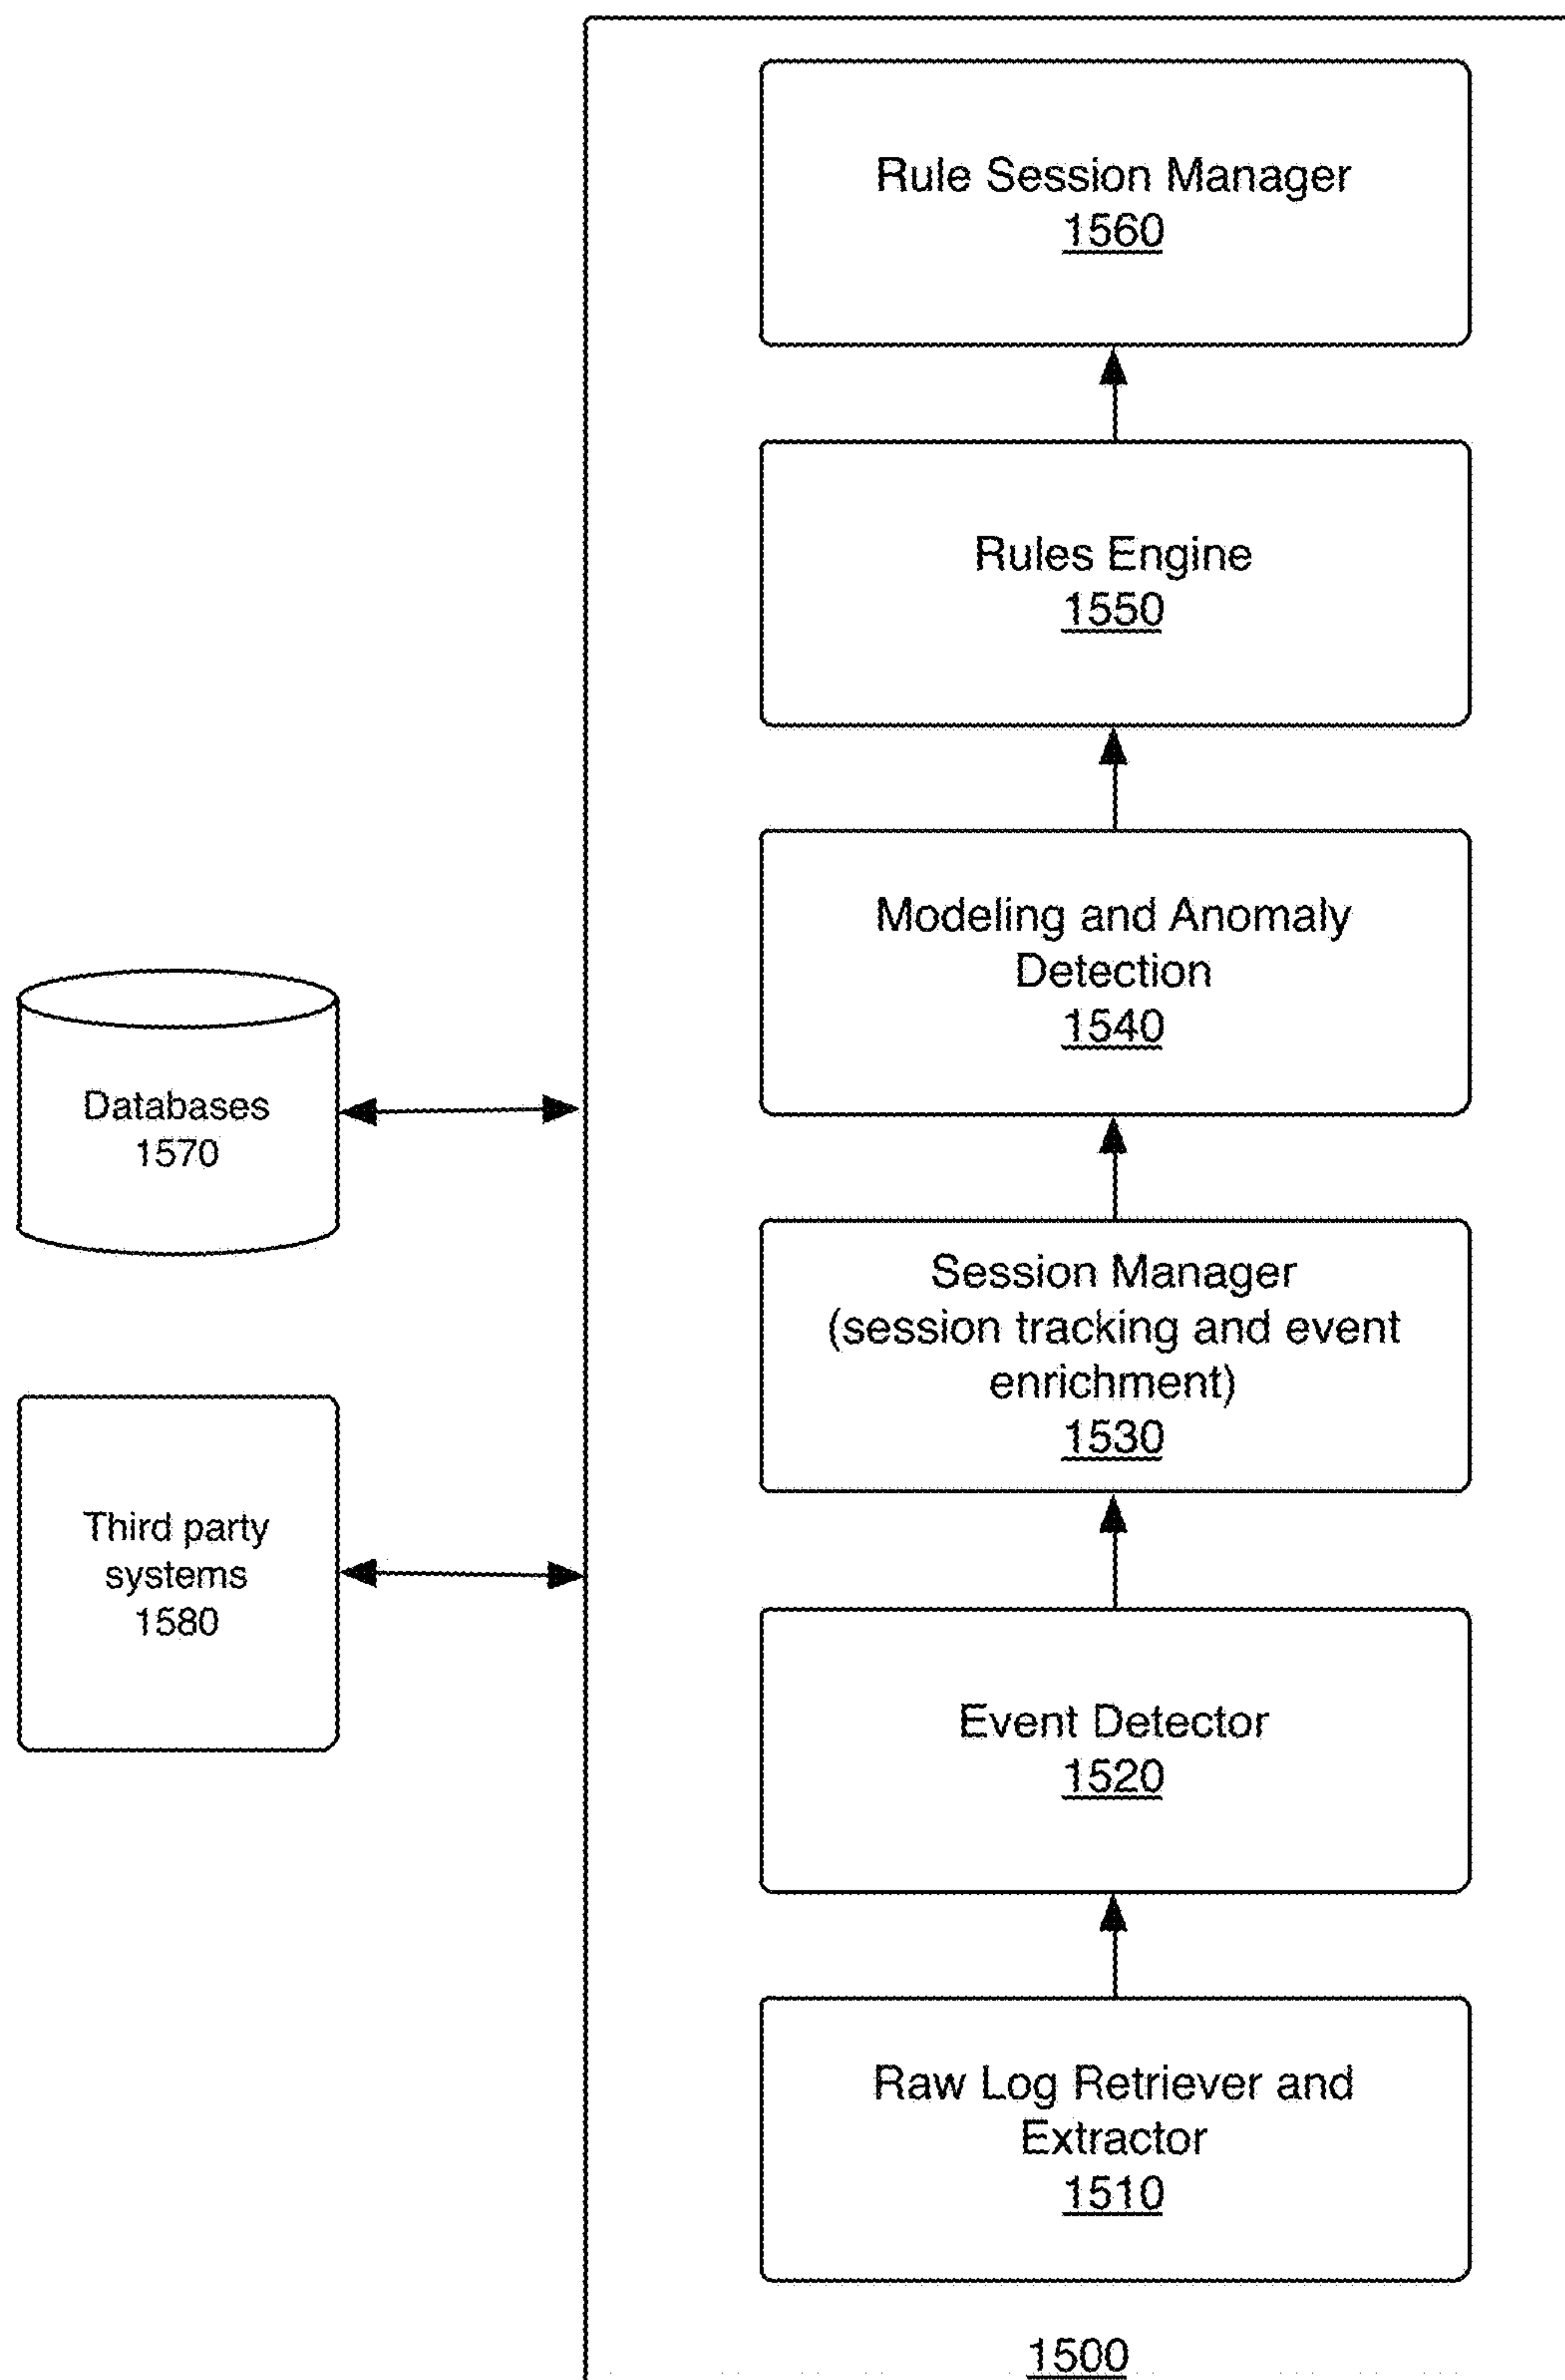 Rule Session Manager
1560
Rules Engine
1550
Modeling and Anomaly
Detection
1540
Databases
1570
Session Manager
(session tracking and event
enrichment)
1530
Third party
systems
1580
Event Detector
1520
Raw Log Retriever and
Extractor
1510
1500